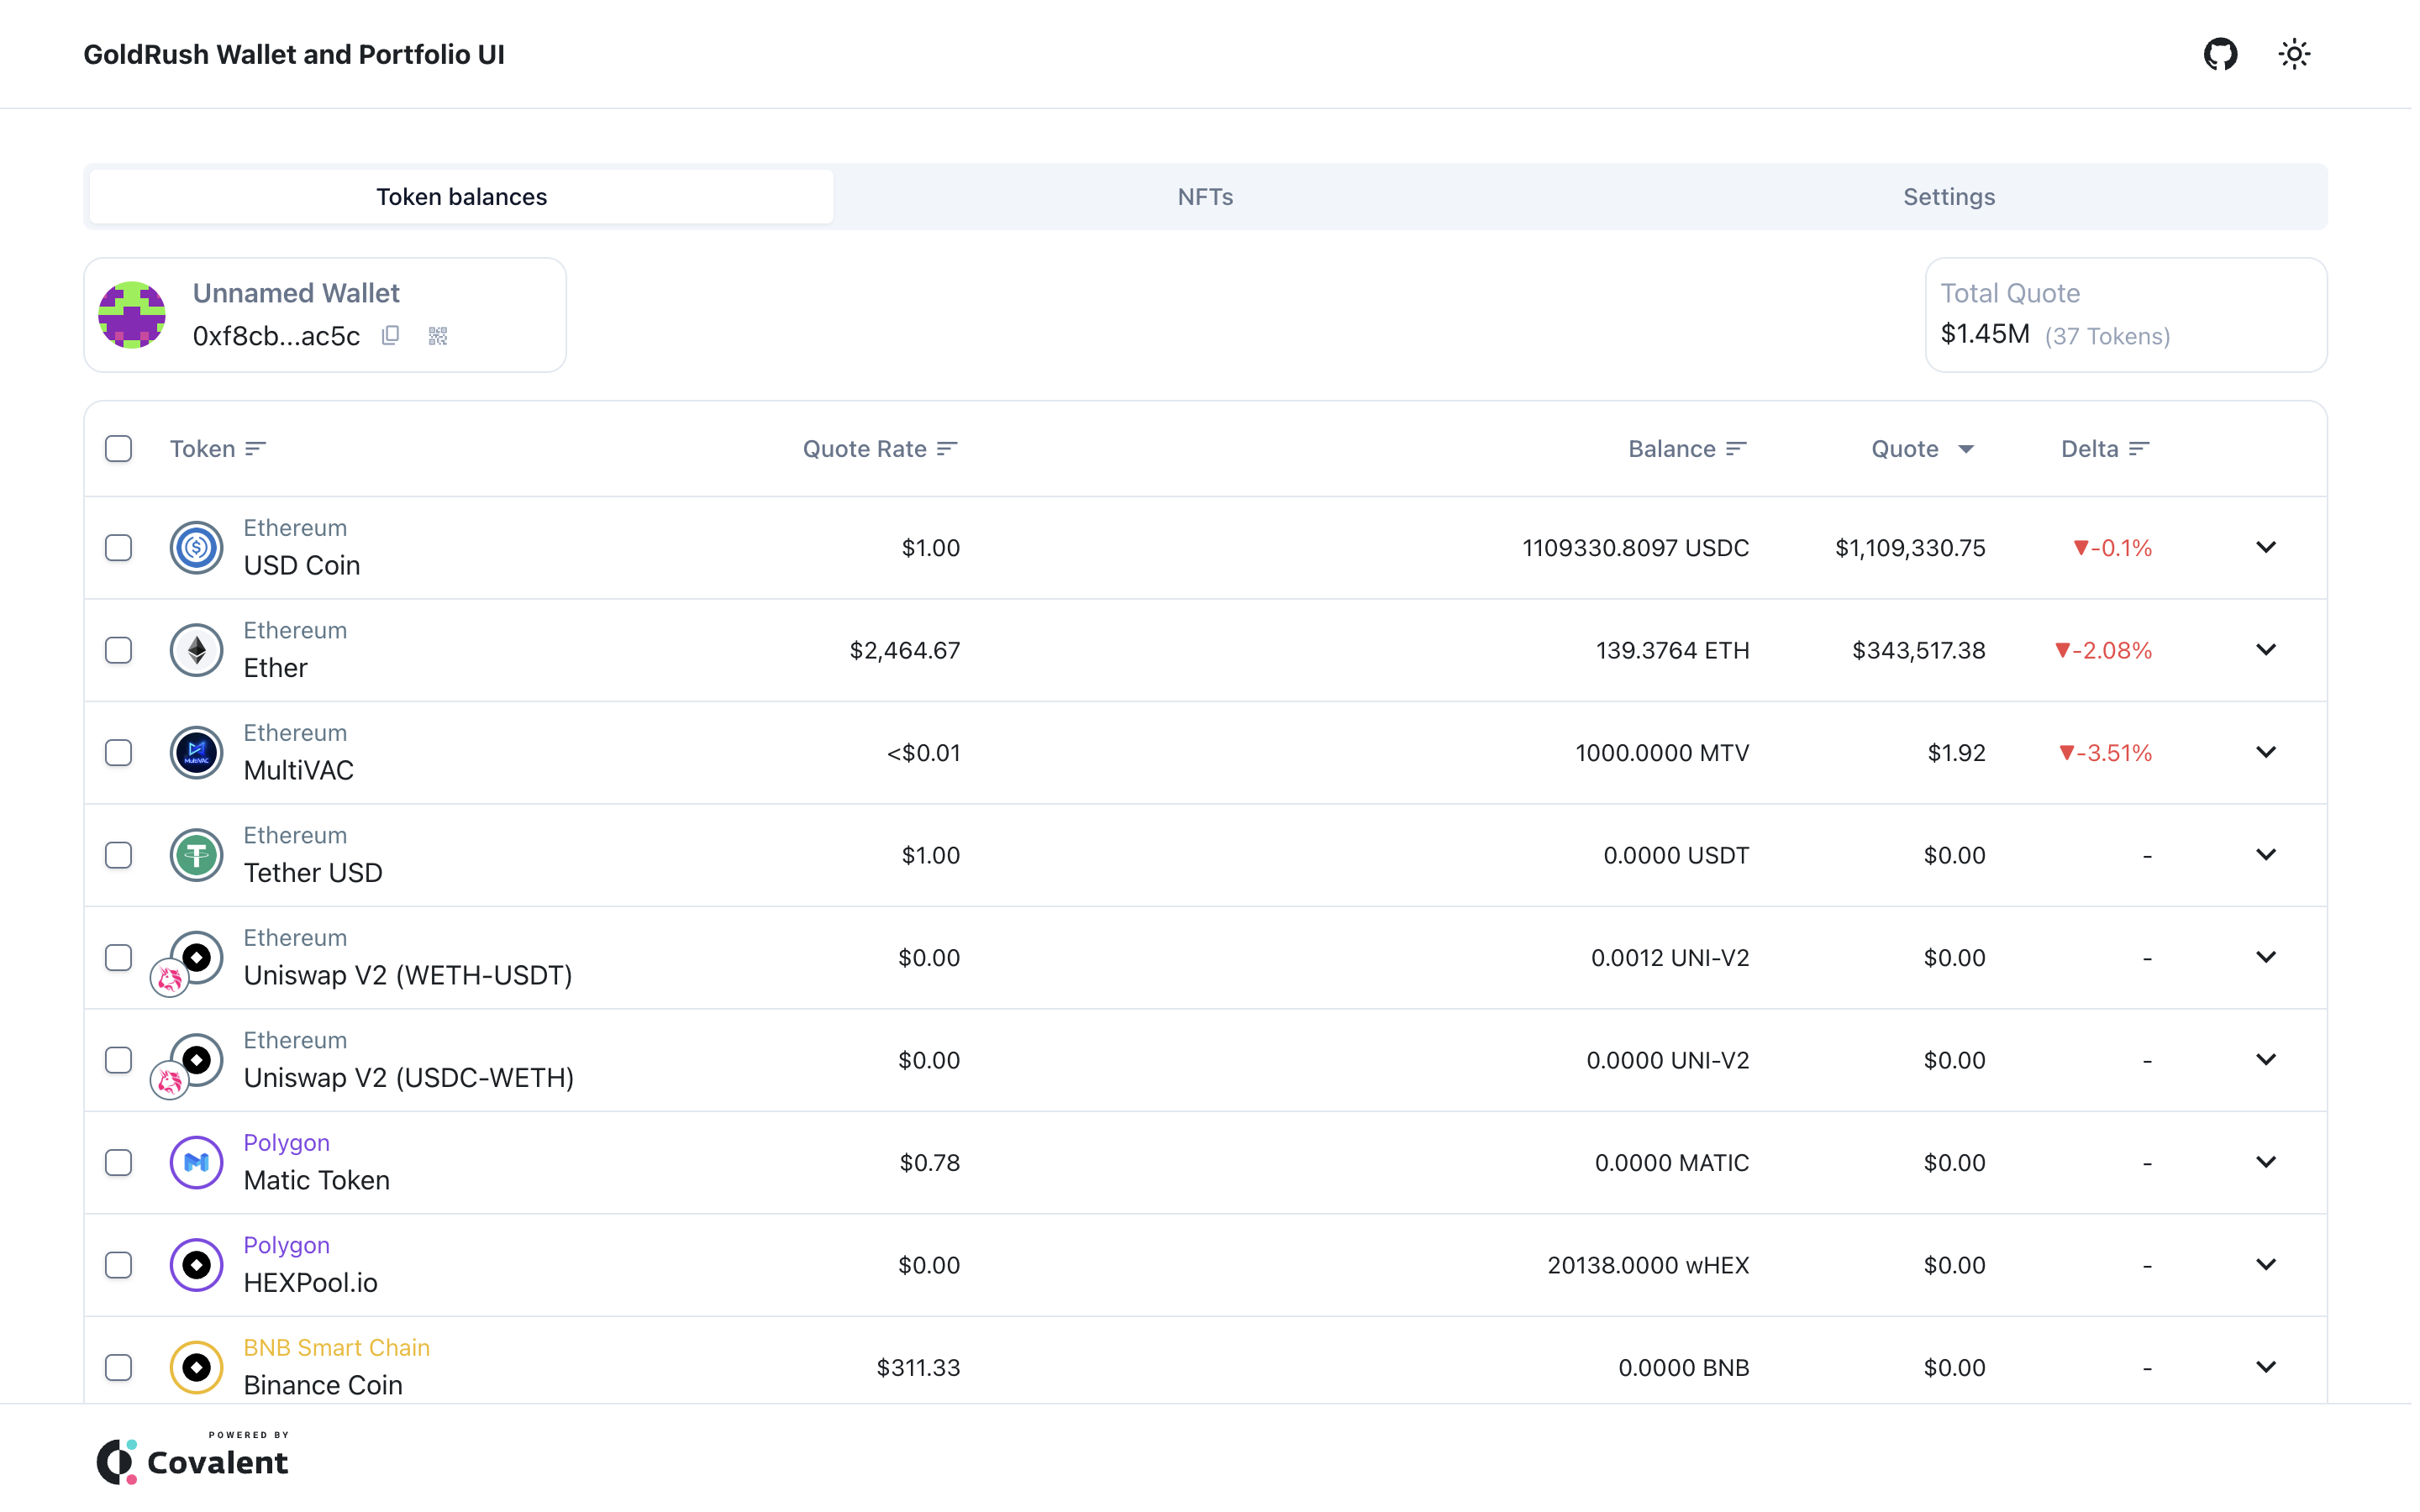 GoldRush Wallet and Portfolio UI
Token balances NFTs Settings
Unnamed Wallet
0xf8cb...ac5c
Total Quote
$1.45M (37 Tokens)
Token Quote Rate Balance Quote Delta
Ethereum
USD Coin
$1.00 1109330.8097 USDC $1,109,330.75 ▼-0.1%
Ethereum
Ether
$2,464.67 139.3764 ETH $343,517.38 ▼-2.08%
Ethereum
MultiVAC
<$0.01 1000.0000 MTV $1.92 ▼-3.51%
Ethereum
Tether USD
$1.00 0.0000 USDT $0.00 -
Ethereum
Uniswap V2 (WETH-USDT)
$0.00 0.0012 UNI-V2 $0.00 -
Ethereum
Uniswap V2 (USDC-WETH)
$0.00 0.0000 UNI-V2 $0.00 -
Polygon
Matic Token
$0.78 0.0000 MATIC $0.00 -
Polygon
HEXPool.io
$0.00 20138.0000 wHEX $0.00 -
BNB Smart Chain
Binance Coin
$311.33 0.0000 BNB $0.00 -
POWERED BY
Covalent